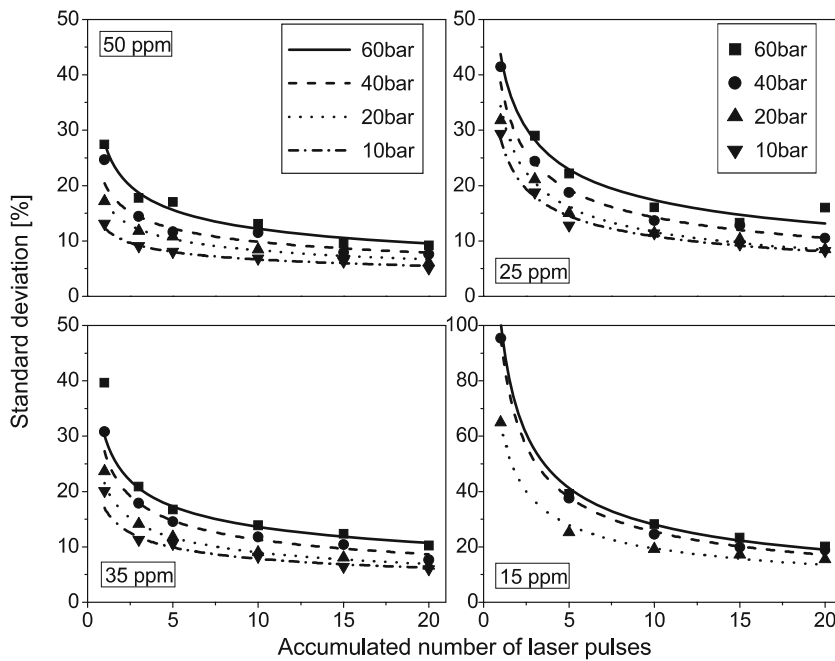 50
40
30
20
10
0
50 ppm
60bar
40bar
20bar
10bar
50
40
30
20
10
0
60bar
40bar
20bar
10bar
25 ppm
50
40
30
20
10
0
35 ppm
0 5 10 15 20
100
80
60
40
20
0
15 ppm
0 5 10 15 20
Standard deviation [%]
Accumulated number of laser pulses